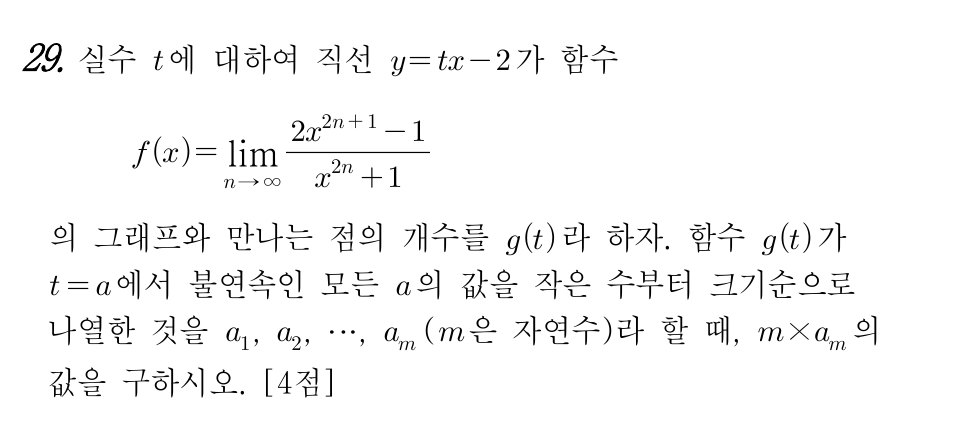 29. 실수 t에 대하여 직선 y=tx-2가 함수
f(x)= lim_{n→∞} (2x^{2n+1}-1)/(x^{2n}+1)
의 그래프와 만나는 점의 개수를 g(t)라 하자. 함수 g(t)가
t=a에서 불연속인 모든 a의 값을 작은 수부터 크기순으로
나열한 것을 a_1, a_2, ⋯, a_m (m은 자연수)라 할 때, m×a_m의
값을 구하시오. [4점]